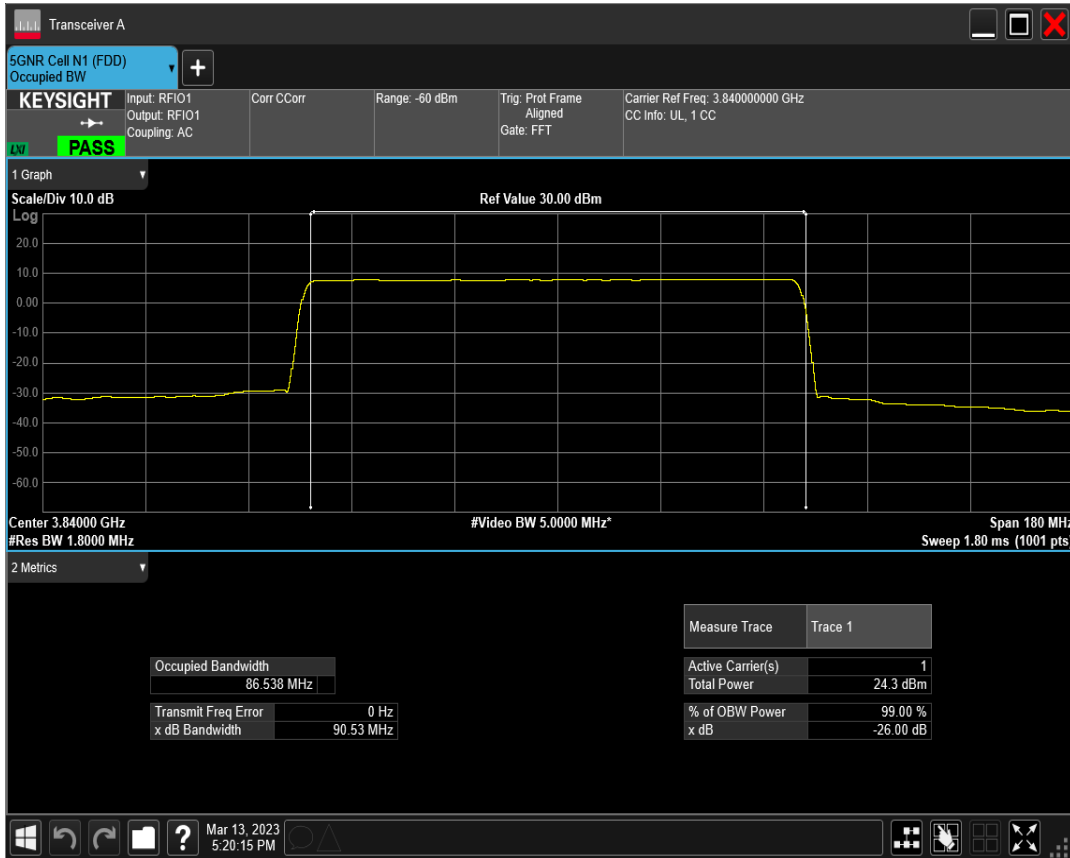 Transceiver A
5GNR Cell N1 (FDD)
Occupied BW
+
KEYSIGHT
LXI
PASS
Input: RFIO1
Output: RFIO1
Coupling: AC
Corr CCorr
Range: -60 dBm
Trig: Prot Frame
Aligned
Gate: FFT
Carrier Ref Freq: 3.840000000 GHz
CC Info: UL, 1 CC
1 Graph
Scale/Div 10.0 dB
Ref Value 30.00 dBm
Log
20.0
10.0
0.00
-10.0
-20.0
-30.0
-40.0
-50.0
-60.0
Center 3.84000 GHz
#Video BW 5.0000 MHz*
Span 180 MHz
#Res BW 1.8000 MHz
Sweep 1.80 ms (1001 pts)
2 Metrics
Measure Trace Trace 1
Occupied Bandwidth
86.538 MHz
Active Carrier(s) 1
Total Power 24.3 dBm
Transmit Freq Error 0 Hz
x dB Bandwidth 90.53 MHz
% of OBW Power 99.00 %
x dB -26.00 dB
?
Mar 13, 2023
5:20:15 PM